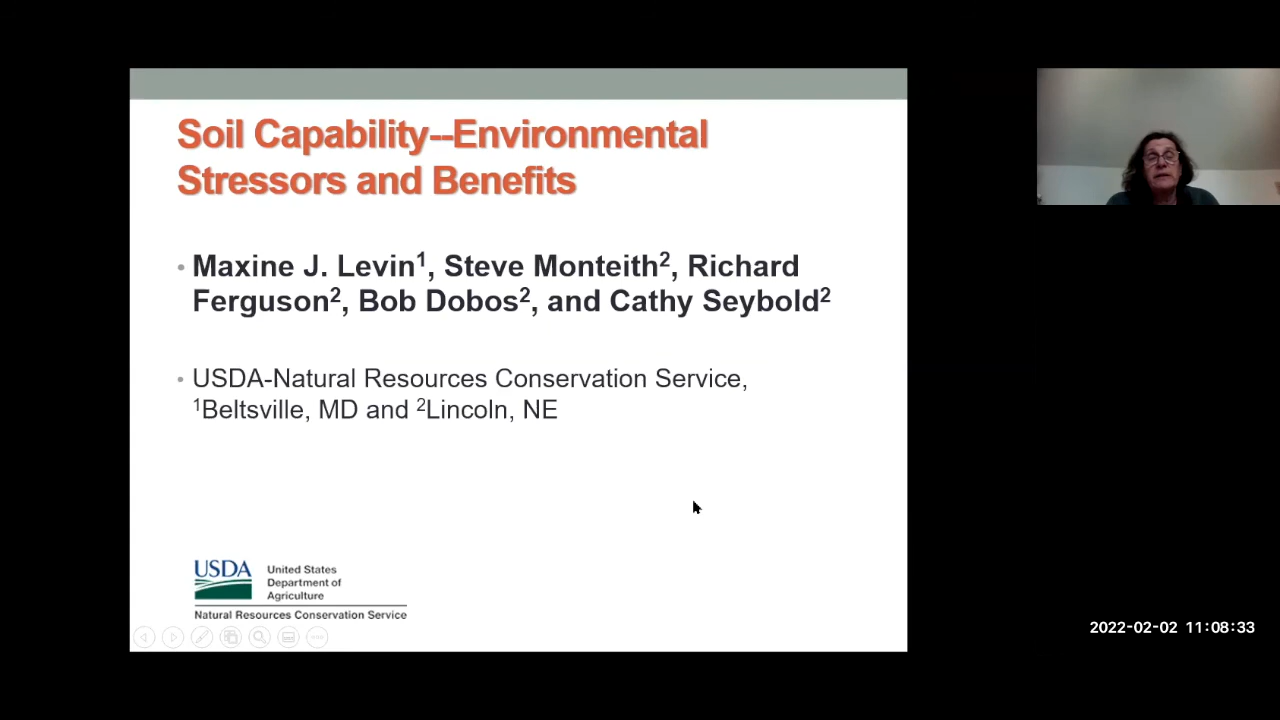 Soil Capability--Environmental
Stressors and Benefits
• Maxine J. Levin¹, Steve Monteith², Richard
Ferguson², Bob Dobos², and Cathy Seybold²
• USDA-Natural Resources Conservation Service,
¹Beltsville, MD and ²Lincoln, NE
USDA
United States
Department of
Agriculture
Natural Resources Conservation Service
2022-02-02 11:08:33